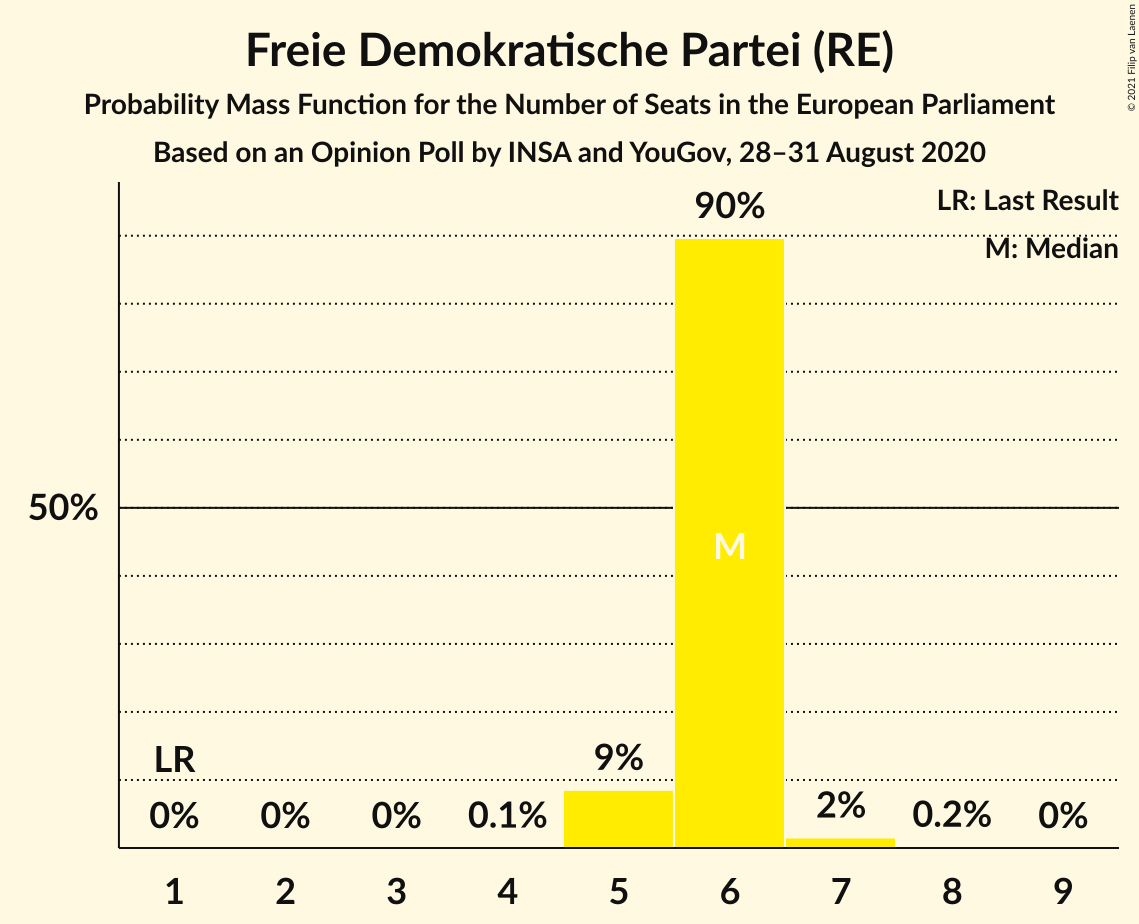 Freie Demokratische Partei (RE)
Probability Mass Function for the Number of Seats in the European Parliament
Based on an Opinion Poll by INSA and YouGov, 28–31 August 2020
© 2021 Filip van Laenen
LR: Last Result
M: Median
90%
50%
M
LR
9%
0% 0% 0% 0.1% 2% 0.2% 0%
1 2 3 4 5 6 7 8 9